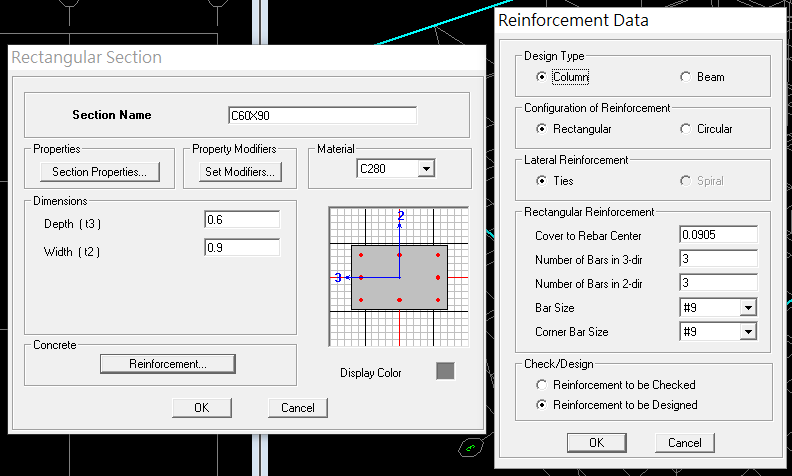 Rectangular Section
Section Name
C60X90
Properties
Section Properties...
Property Modifiers
Set Modifiers...
Material
C280
Dimensions
Depth ( t3 )
0.6
Width ( t2 )
0.9
2
3
Concrete
Reinforcement...
Display Color
OK
Cancel
Reinforcement Data
Design Type
Column
Beam
Configuration of Reinforcement
Rectangular
Circular
Lateral Reinforcement
Ties
Spiral
Rectangular Reinforcement
Cover to Rebar Center
0.0905
Number of Bars in 3-dir
3
Number of Bars in 2-dir
3
Bar Size
#9
Corner Bar Size
#9
Check/Design
Reinforcement to be Checked
Reinforcement to be Designed
OK
Cancel